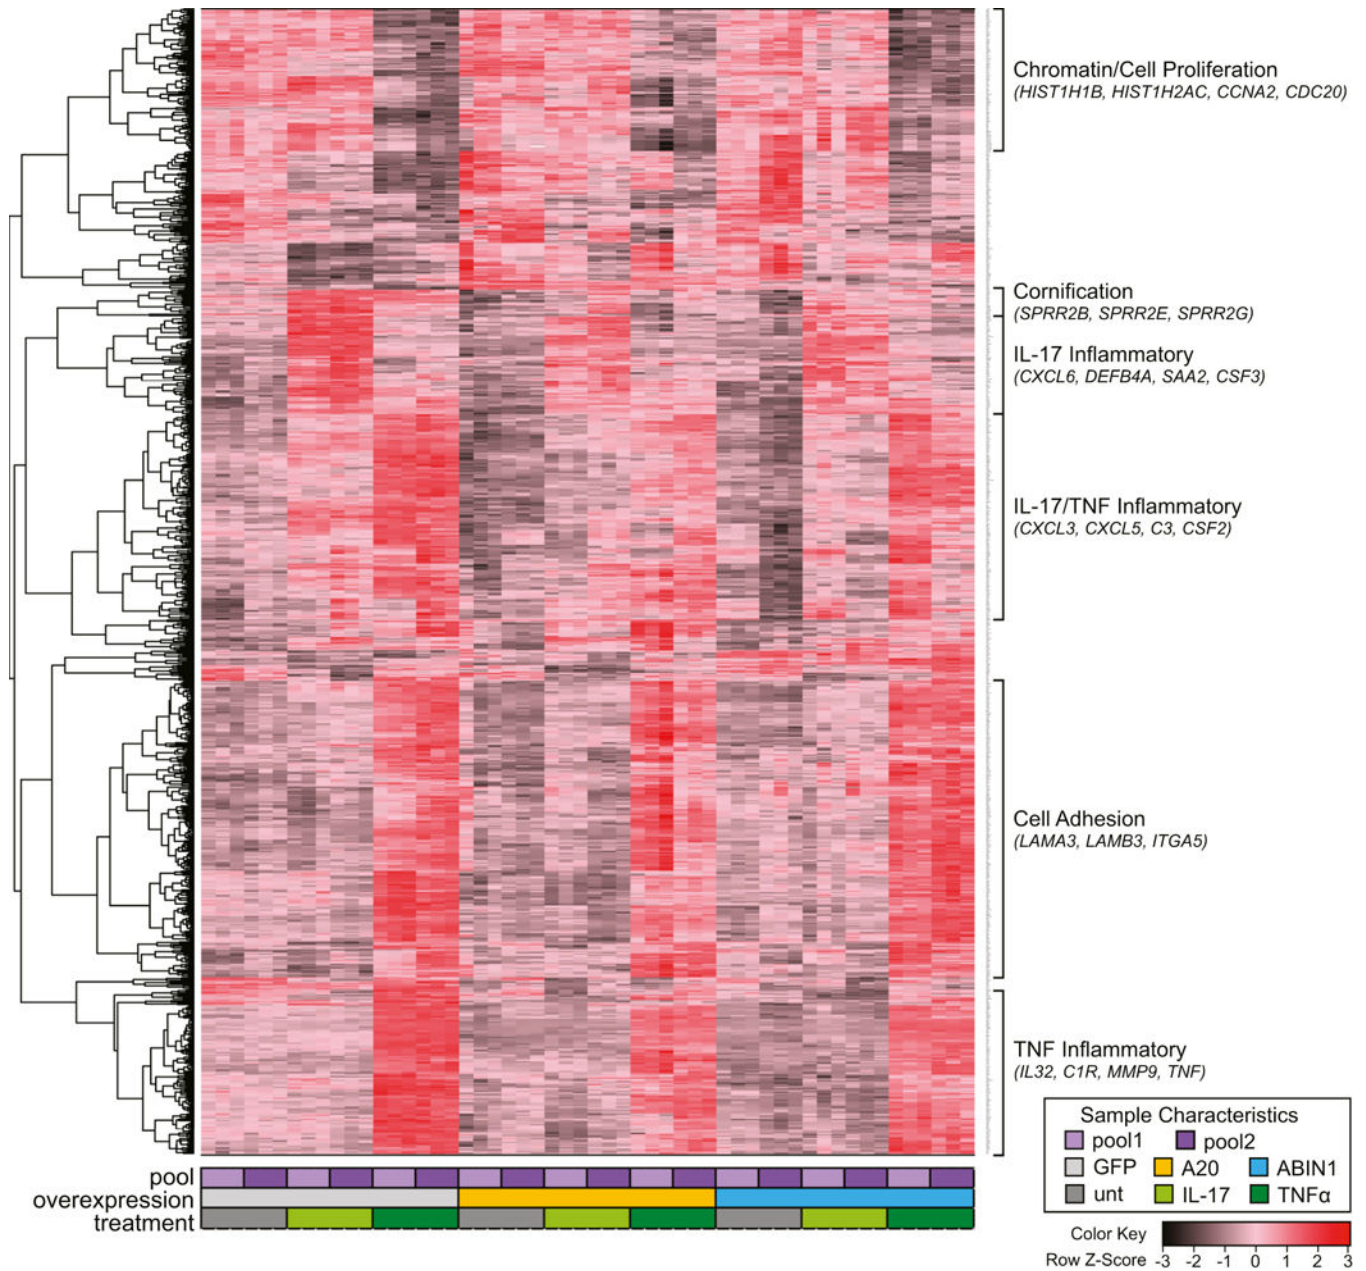 Chromatin/Cell Proliferation
(HIST1H1B, HIST1H2AC, CCNA2, CDC20)
Cornification
(SPRR2B, SPRR2E, SPRR2G)
IL-17 Inflammatory
(CXCL6, DEFB4A, SAA2, CSF3)
IL-17/TNF Inflammatory
(CXCL3, CXCL5, C3, CSF2)
Cell Adhesion
(LAMA3, LAMB3, ITGA5)
TNF Inflammatory
(IL32, C1R, MMP9, TNF)
Sample Characteristics
pool1 pool2
GFP A20 ABIN1
unt IL-17 TNFα
pool
overexpression
treatment
Color Key
Row Z-Score -3 -2 -1 0 1 2 3